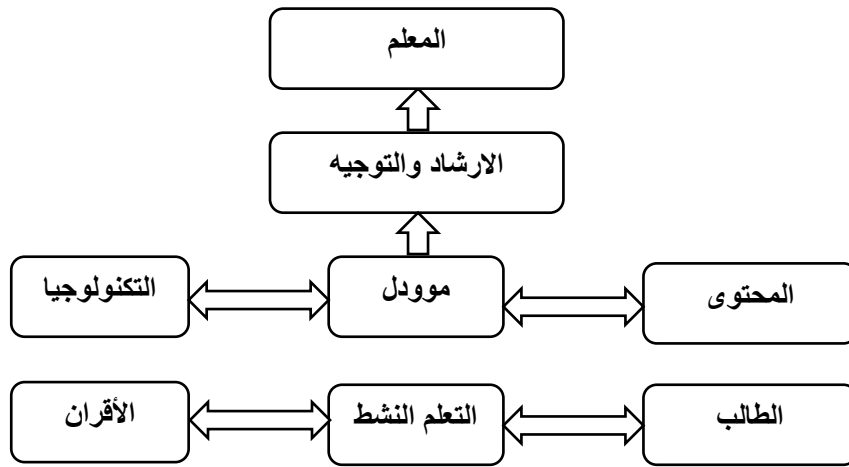 المعلم
الارشاد والتوجيه
المحتوى
موودل
التكنولوجيا
الطالب
التعلم النشط
الأقران